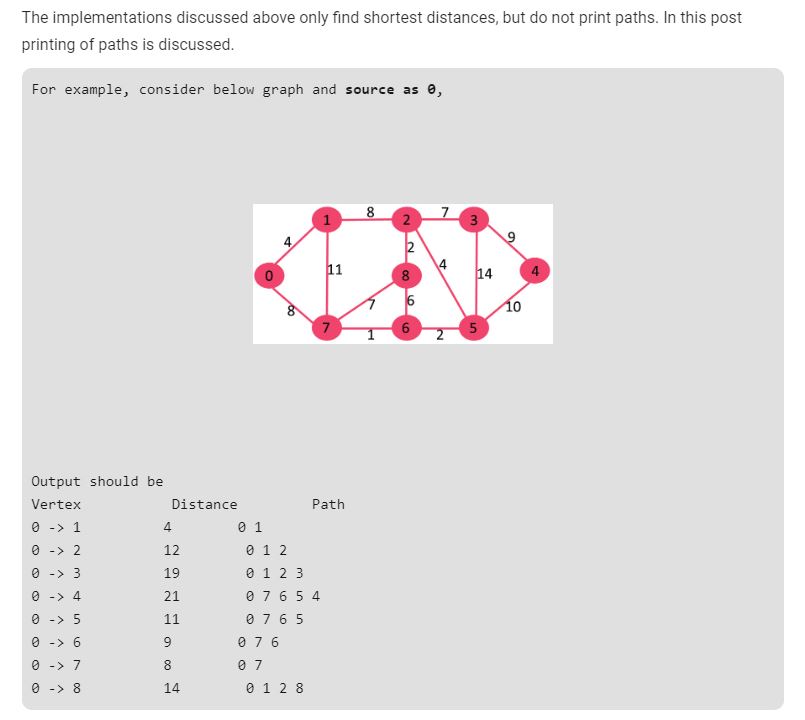 The implementations discussed above only find shortest distances, but do not print paths. In this post
printing of paths is discussed.
For example, consider below graph and source as 0,
8 7
1 2 3
4 2 9
11 4 14
0 8 4
8 7 6 10
7 6 5
1 2
Output should be
Vertex Distance Path
0 -> 1 4 0 1
0 -> 2 12 0 1 2
0 -> 3 19 0 1 2 3
0 -> 4 21 0 7 6 5 4
0 -> 5 11 0 7 6 5
0 -> 6 9 0 7 6
0 -> 7 8 0 7
0 -> 8 14 0 1 2 8